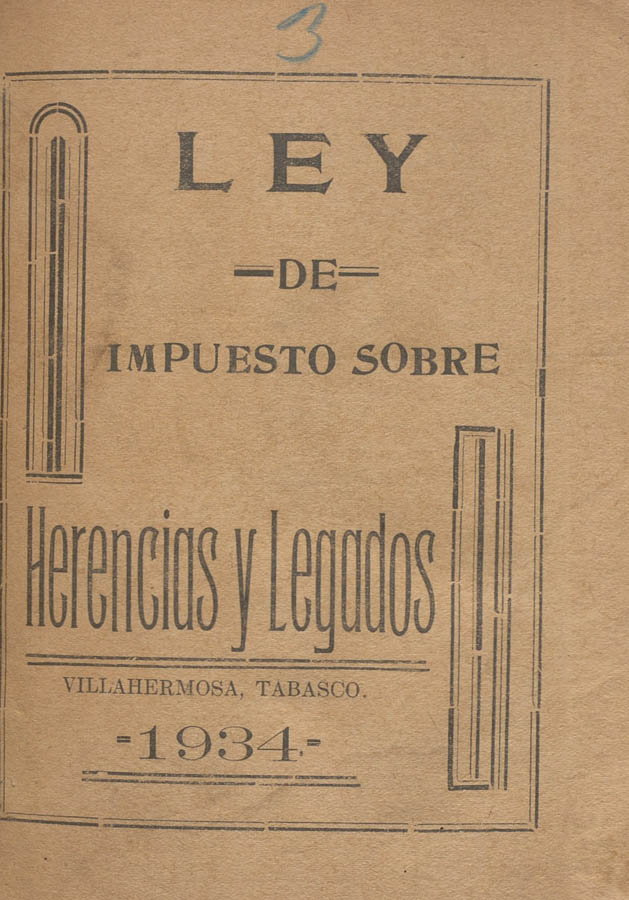 3
LEY
DE
IMPUESTO SOBRE
Herencias y Legados
VILLAHERMOSA, TABASCO.
-1934.-